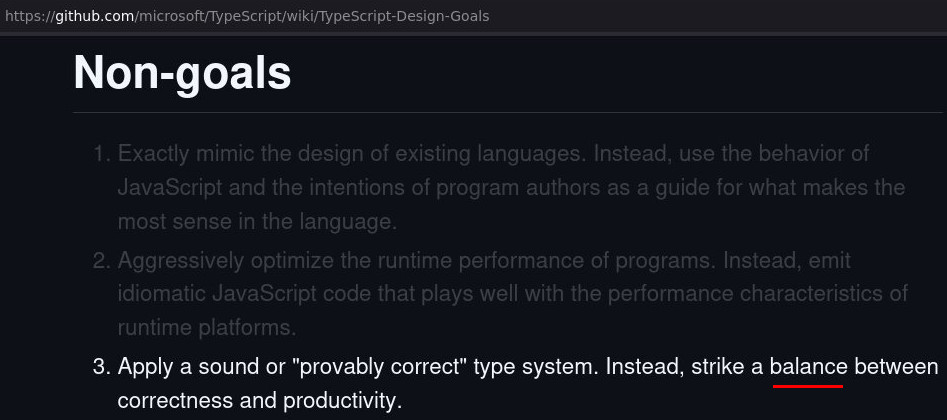 https://github.com/microsoft/TypeScript/wiki/TypeScript-Design-Goals
Non-goals
1. Exactly mimic the design of existing languages. Instead, use the behavior of
JavaScript and the intentions of program authors as a guide for what makes the
most sense in the language.
2. Aggressively optimize the runtime performance of programs. Instead, emit
idiomatic JavaScript code that plays well with the performance characteristics of
runtime platforms.
3. Apply a sound or "provably correct" type system. Instead, strike a balance between
correctness and productivity.